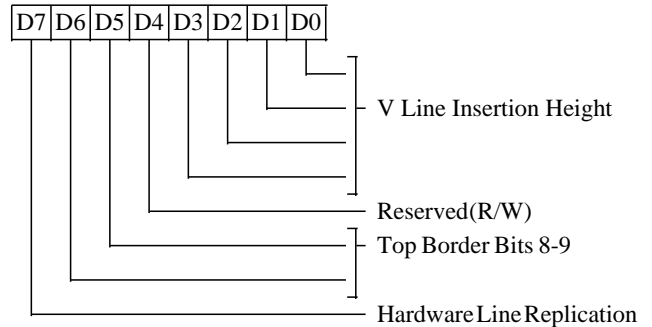 D7 D6 D5 D4 D3 D2 D1 D0
V Line Insertion Height
Reserved (R/W)
Top Border Bits 8-9
Hardware Line Replication